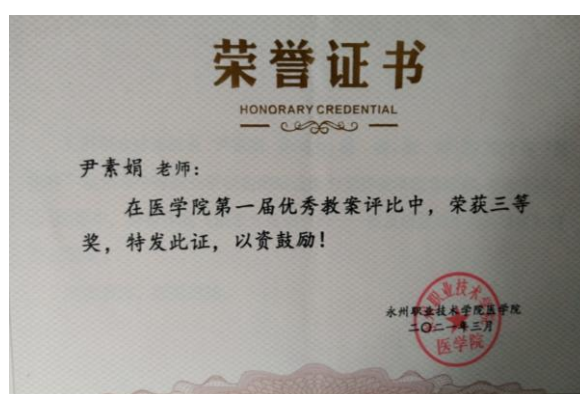 荣誉证书
HONORARY CREDENTIAL
尹素娟 老师：
在医学院第一届优秀教案评比中，荣获三等
奖，特发此证，以资鼓励！
永州职业技术学院医学院
二〇二一年三月
医学院